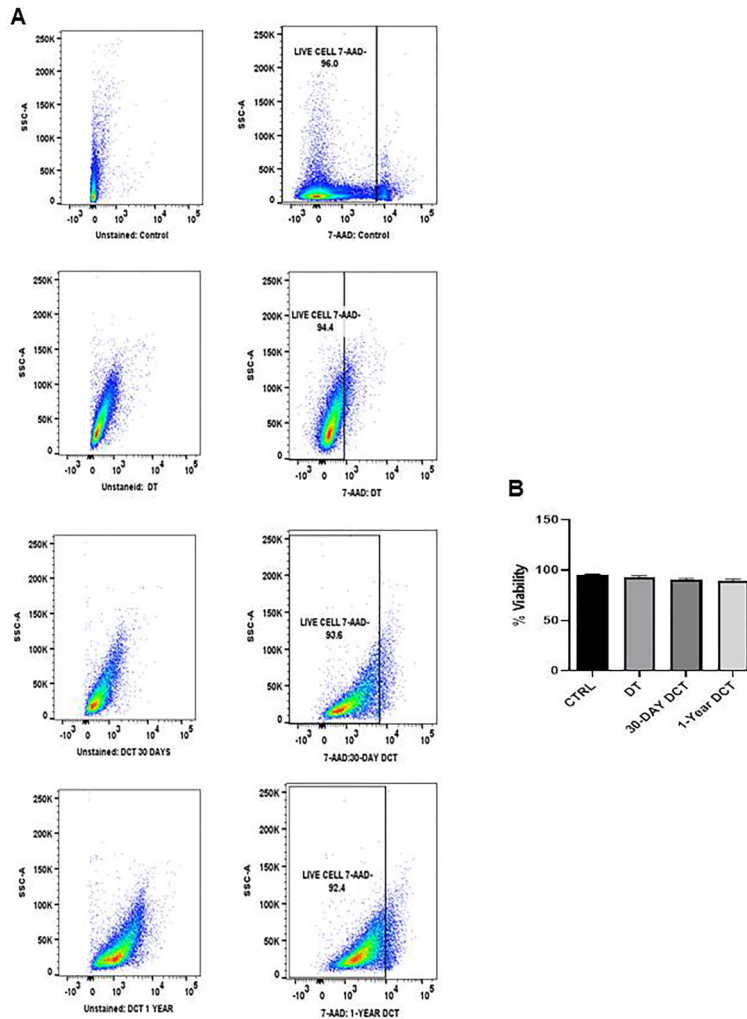 A
250K
200K
150K
100K
50K
0
SSC-A
-10³ 0 10³ 10⁴ 10⁵
Unstained: Control
LIVE CELL 7-AAD-
96.0
250K
200K
150K
100K
50K
0
SSC-A
-10³ 0 10³ 10⁴ 10⁵
7-AAD: Control
250K
200K
150K
100K
50K
0
SSC-A
-10³ 0 10³ 10⁴ 10⁵
Unstaneid: DT
LIVE CELL 7-AAD-
94.4
250K
200K
150K
100K
50K
0
SSC-A
-10³ 0 10³ 10⁴ 10⁵
7-AAD: DT
250K
200K
150K
100K
50K
0
SSC-A
-10³ 0 10³ 10⁴ 10⁵
Unstained: DCT 30 DAYS
LIVE CELL 7-AAD-
93.6
250K
200K
150K
100K
50K
0
SSC-A
-10³ 0 10³ 10⁴ 10⁵
7-AAD:30-DAY DCT
250K
200K
150K
100K
50K
0
SSC-A
-10³ 0 10³ 10⁴ 10⁵
Unstained: DCT 1 YEAR
LIVE CELL 7-AAD-
92.4
250K
200K
150K
100K
50K
0
SSC-A
-10³ 0 10³ 10⁴ 10⁵
7-AAD: 1-YEAR DCT
B
150
100
50
0
% Viability
CTRL
DT
30-DAY DCT
1-Year DCT